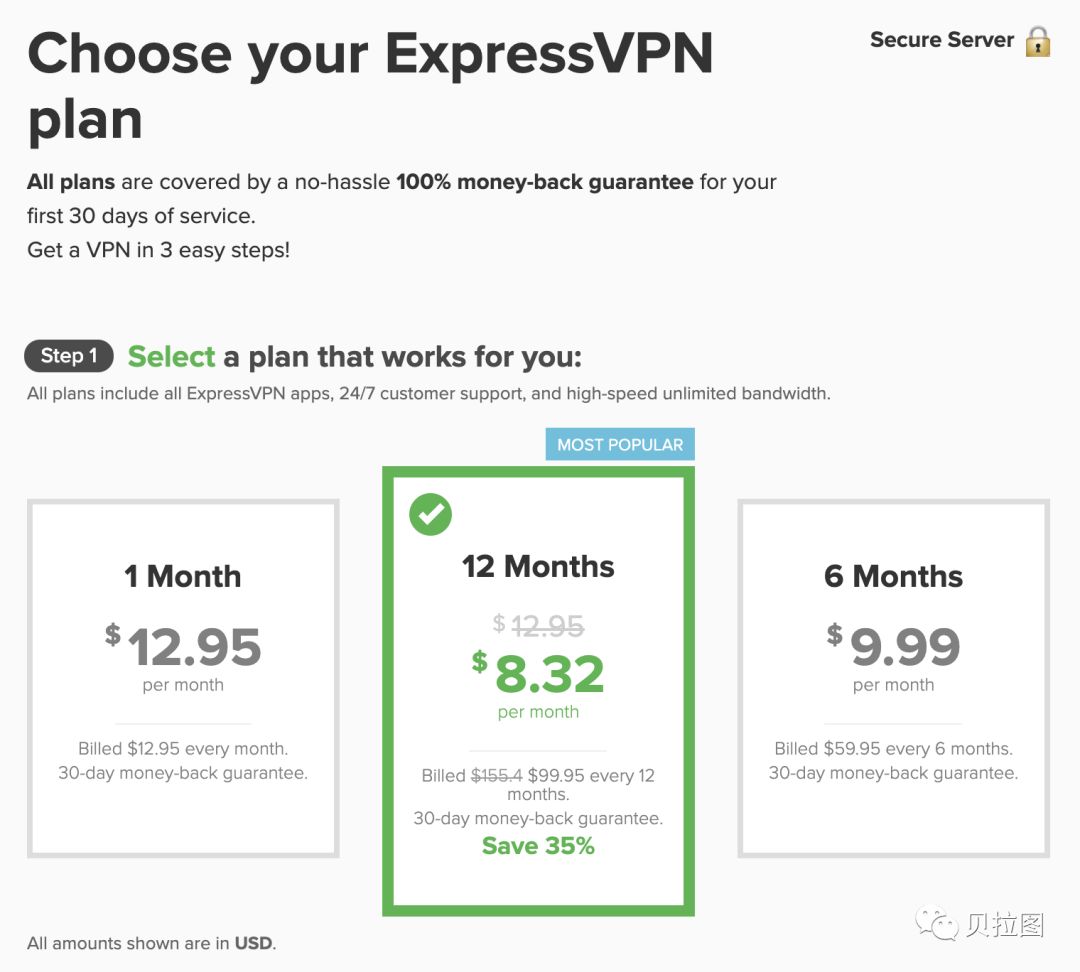 Choose your ExpressVPN
plan
Secure Server
All plans are covered by a no-hassle 100% money-back guarantee for your
first 30 days of service.
Get a VPN in 3 easy steps!
Step 1 Select a plan that works for you:
All plans include all ExpressVPN apps, 24/7 customer support, and high-speed unlimited bandwidth.
1 Month
$12.95
per month
Billed $12.95 every month.
30-day money-back guarantee.
MOST POPULAR
12 Months
$12.95
$8.32
per month
Billed $155.4 $99.95 every 12
months.
30-day money-back guarantee.
Save 35%
6 Months
$9.99
per month
Billed $59.95 every 6 months.
30-day money-back guarantee.
All amounts shown are in USD.
贝拉图